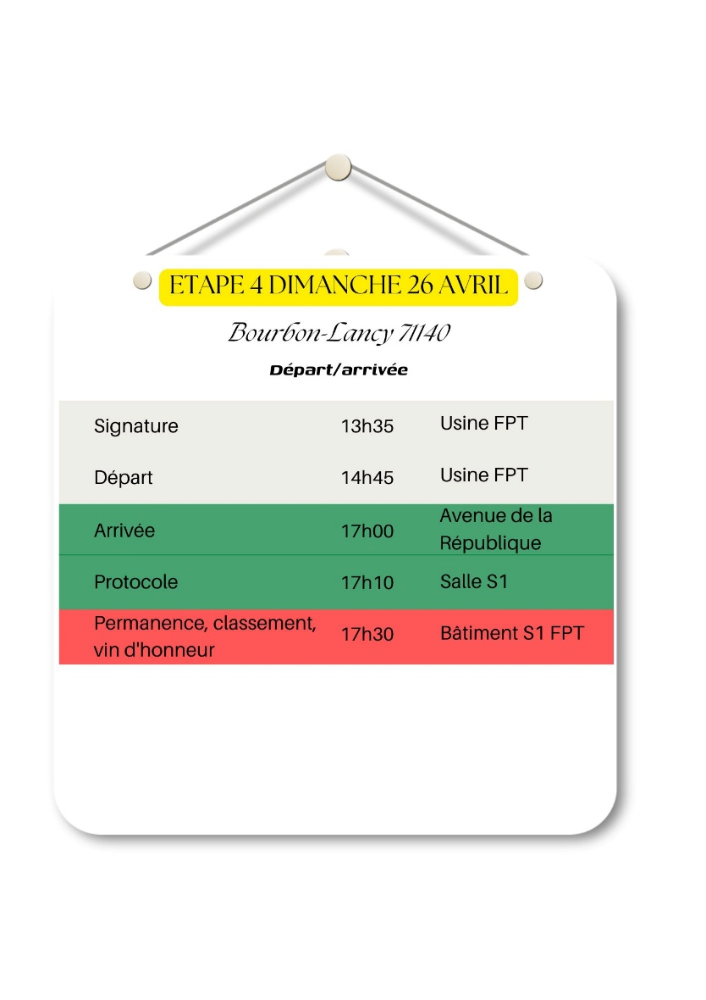 ETAPE 4 DIMANCHE 26 AVRIL
Bourbon-Lancy 71140
Départ/arrivée
Signature 13h35 Usine FPT
Départ 14h45 Usine FPT
Arrivée 17h00 Avenue de la
République
Protocole 17h10 Salle S1
Permanence, classement,
vin d'honneur 17h30 Bâtiment S1 FPT